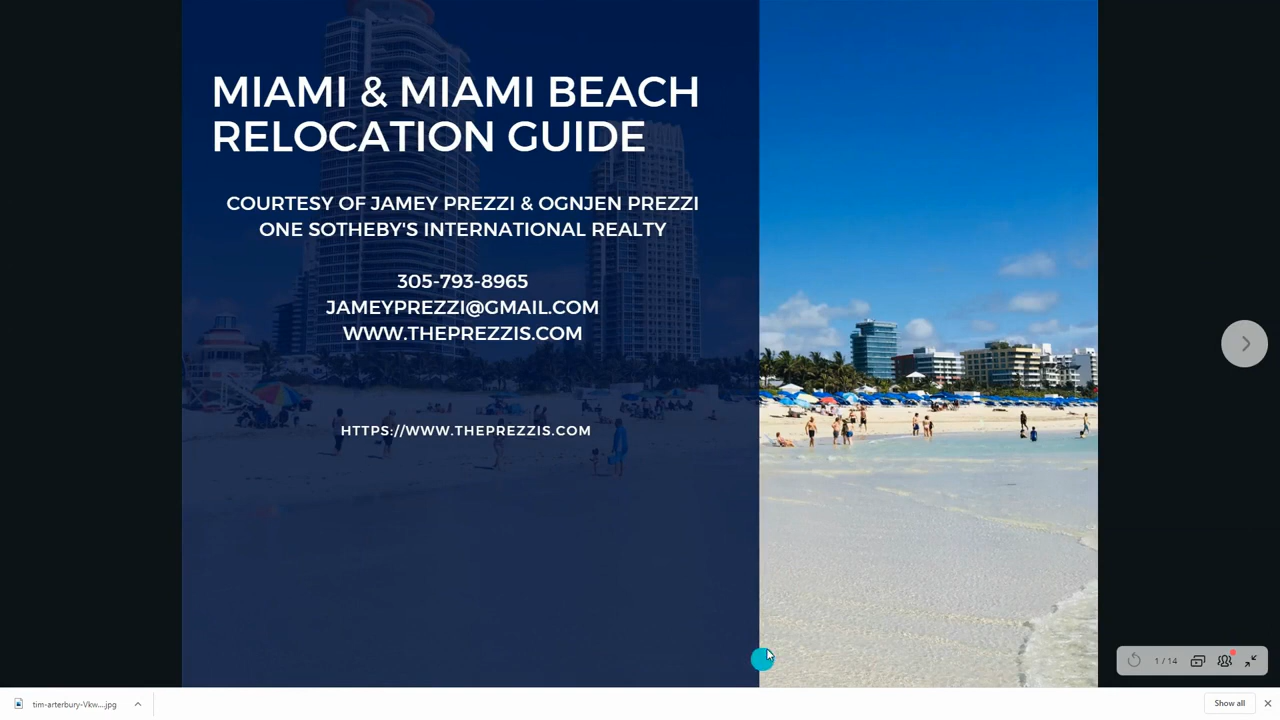 MIAMI & MIAMI BEACH
RELOCATION GUIDE
COURTESY OF JAMEY PREZZI & OGNJEN PREZZI
ONE SOTHEBY'S INTERNATIONAL REALTY
305-793-8965
JAMEYPREZZI@GMAIL.COM
WWW.THEPREZZIS.COM
HTTPS://WWW.THEPREZZIS.COM
1 / 14
tim-arterbury-Vkw....jpg
Show all